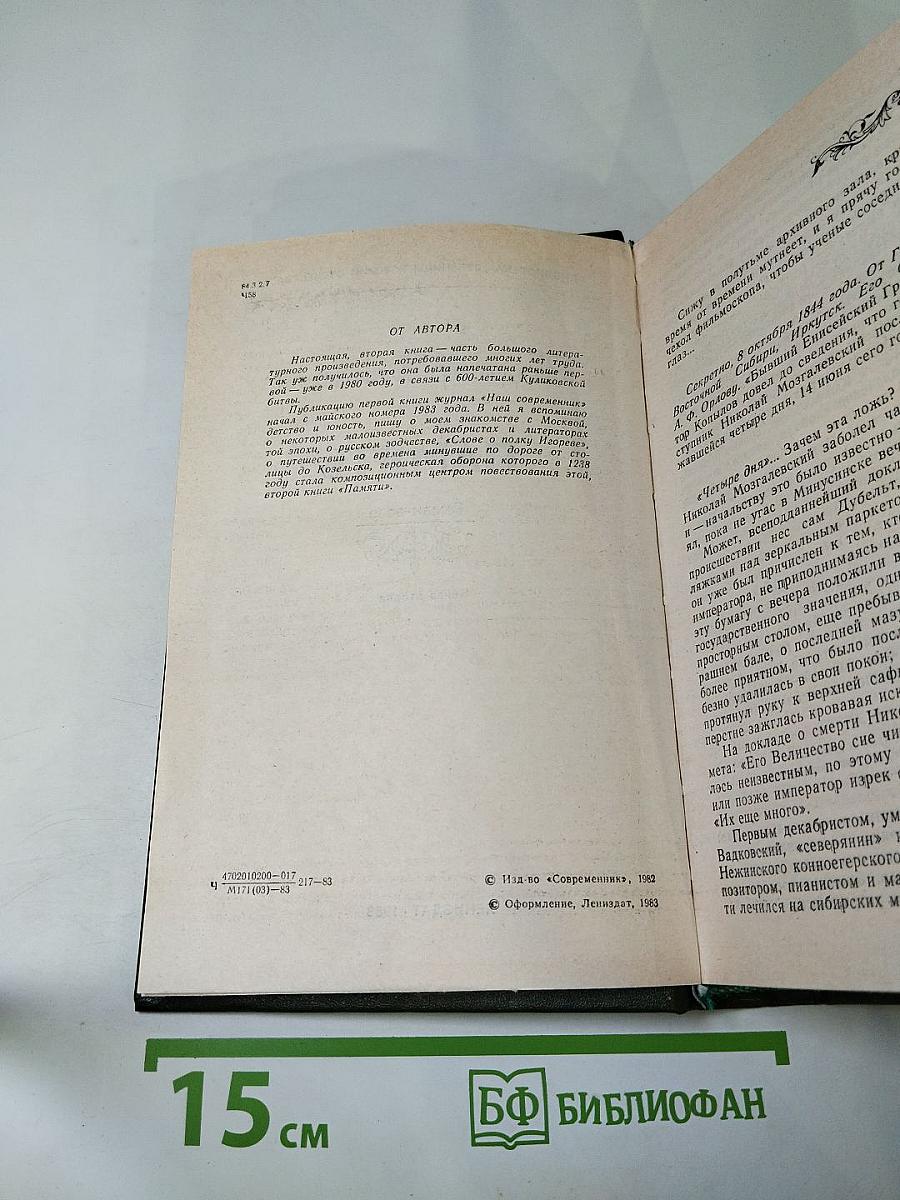 84.3 2.7
Ч58
ОТ АВТОРА
Настоящая, вторая книга — часть большого литера-
турного произведения, потребовавшего многих лет труда.
Так уж получилось, что она была напечатана раньше пер-
вой — уже в 1980 году, в связи с 600-летием Куликовской
битвы.
Публикацию первой книги журнал «Наш современник»
начал с майского номера 1983 года. В ней я вспоминаю
детство и юность, пишу о моем знакомстве с Москвой,
о некоторых малоизвестных декабристах и литераторах
той эпохи, о русском зодчестве, «Слове о полку Игореве»,
о путешествии во времена минувшие по дороге от сто-
лицы до Козельска, героическая оборона которого в 1238
году стала композиционным центром повествования этой,
второй книги «Памяти».
Ч 4702010200—017
М171(03)—83 217—83
© Изд-во «Современник», 1982
© Оформление, Лениздат, 1983
Сижу в полутьме архивного зала,
время от времени мутнеет, и я прячу
чехол фильмоскопа, чтобы ученые
глаз...
Секретно, 8 октября 1844 года. От
Восточной Сибири, Иркутск. Его
А. Ф. Орлову. «Бывший Енисейский
тор Копылов довел до сведения, что
ступник Николай Мозгалевский
жавшейся четыре дня, 14 июня сего
«Четыре дня»... Зачем эта ложь?
Николай Мозгалевский заболел
и — начальству это было известно —
ял, пока не угас в Минусинске
Может, всеподданнейший
происшествии нес сам Дубельт,
ляжками над зеркальным
он уже был причислен к тем,
императора, не приподнимаясь
эту бумагу с вечера положили
государственного значения,
просторным столом, еще
рашнем бале, о последней
более приятном, что было
безно удалилась в свои покои;
протянул руку к верхней
перстне зажглась кровавая
На докладе о смерти
мета: «Его Величество сие
лось неизвестным, по этому
или позже император изрек
«Их еще много».
Первым декабристом,
Вадковский, «северянин»
Нежинского конноегерского
позитором, пианистом и
ти лечился на сибирских
15 см
БФ БИБЛИОФАН